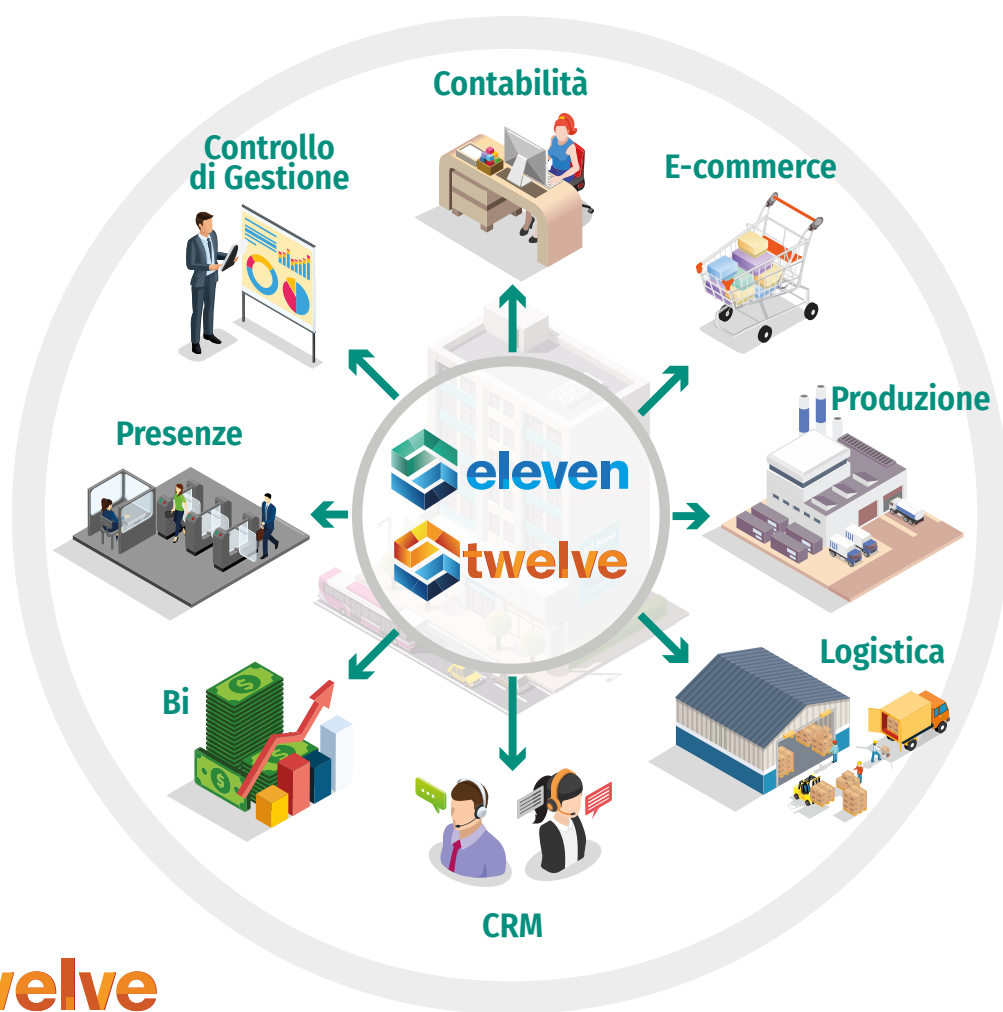 Contabilità
Controllo
di Gestione
E-commerce
Presenze
Produzione
eleven
twelve
Logistica
Bi
CRM
welve